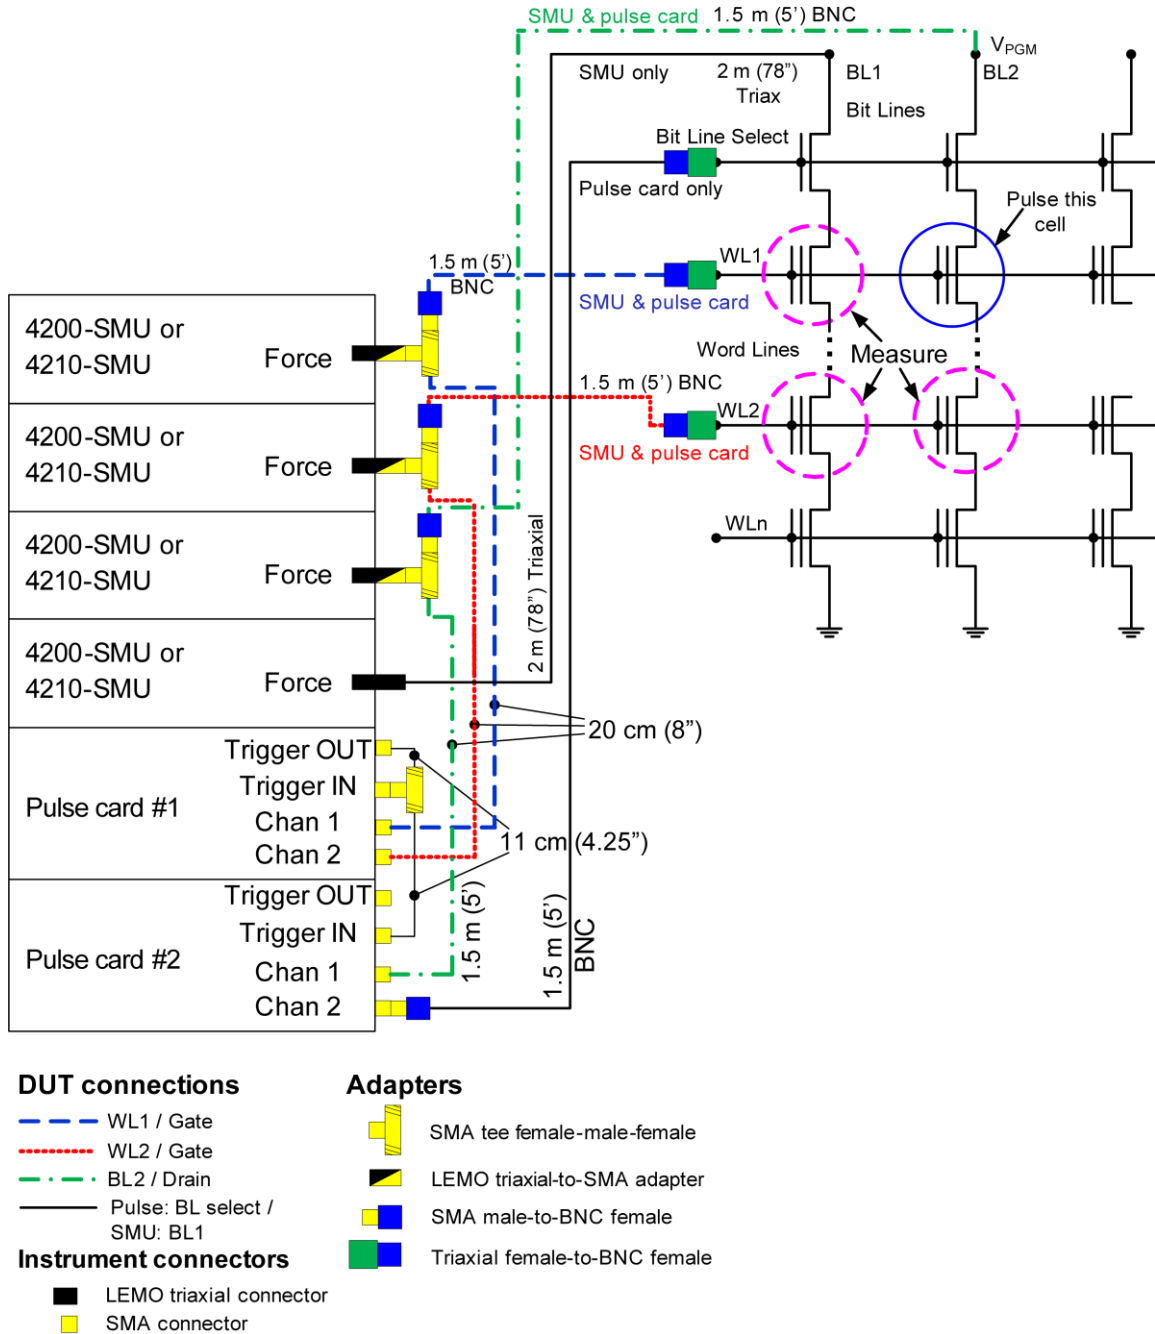 SMU & pulse card 1.5 m (5’) BNC
VPGM
SMU only
2 m (78”)
Triax
BL1
BL2
Bit Lines
Bit Line Select
Pulse card only
Pulse this
cell
1.5 m (5’)
BNC
WL1
SMU & pulse card
4200-SMU or
4210-SMU
Force
Word Lines
Measure
1.5 m (5’) BNC
WL2
SMU & pulse card
4200-SMU or
4210-SMU
Force
WLn
4200-SMU or
4210-SMU
Force
2 m (78”) Triaxial
4200-SMU or
4210-SMU
Force
20 cm (8”)
Pulse card #1
Trigger OUT
Trigger IN
Chan 1
Chan 2
11 cm (4.25”)
Pulse card #2
Trigger OUT
Trigger IN
Chan 1
Chan 2
1.5 m (5’)
1.5 m (5’)
BNC
DUT connections
WL1 / Gate
WL2 / Gate
BL2 / Drain
Pulse: BL select /
SMU: BL1
Instrument connectors
LEMO triaxial connector
SMA connector
Adapters
SMA tee female-male-female
LEMO triaxial-to-SMA adapter
SMA male-to-BNC female
Triaxial female-to-BNC female